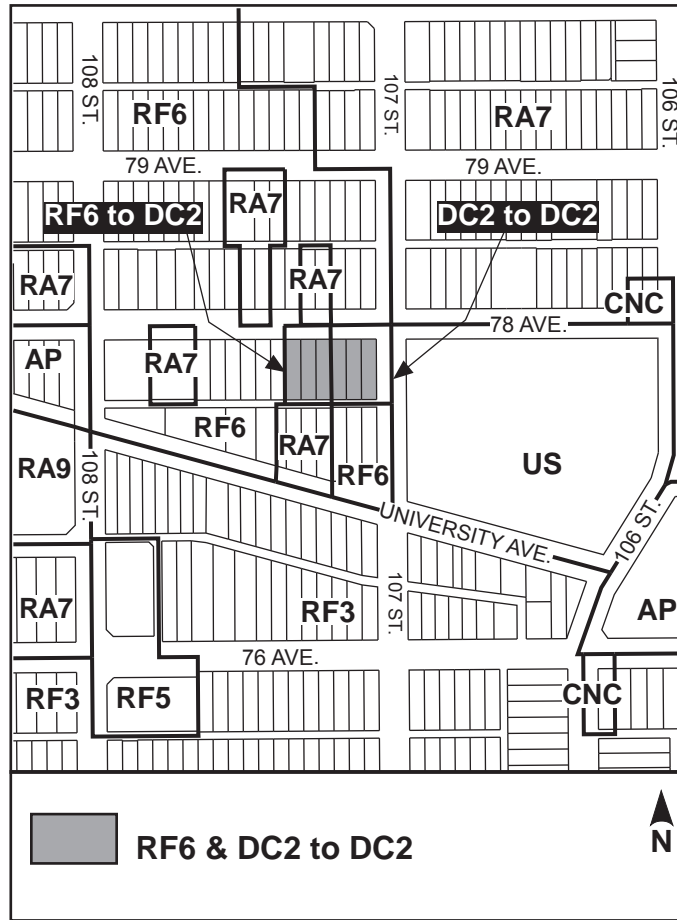 108 ST.
107 ST.
106 ST.
RF6
RA7
79 AVE.
79 AVE.
RA7
RF6 to DC2
DC2 to DC2
RA7
RA7
CNC
78 AVE.
AP
RA7
RF6
RA7
RF6
RA9
US
108 ST.
UNIVERSITY AVE.
106 ST.
RA7
RF3
107 ST.
AP
76 AVE.
RF3
RF5
CNC
RF6 & DC2 to DC2
N